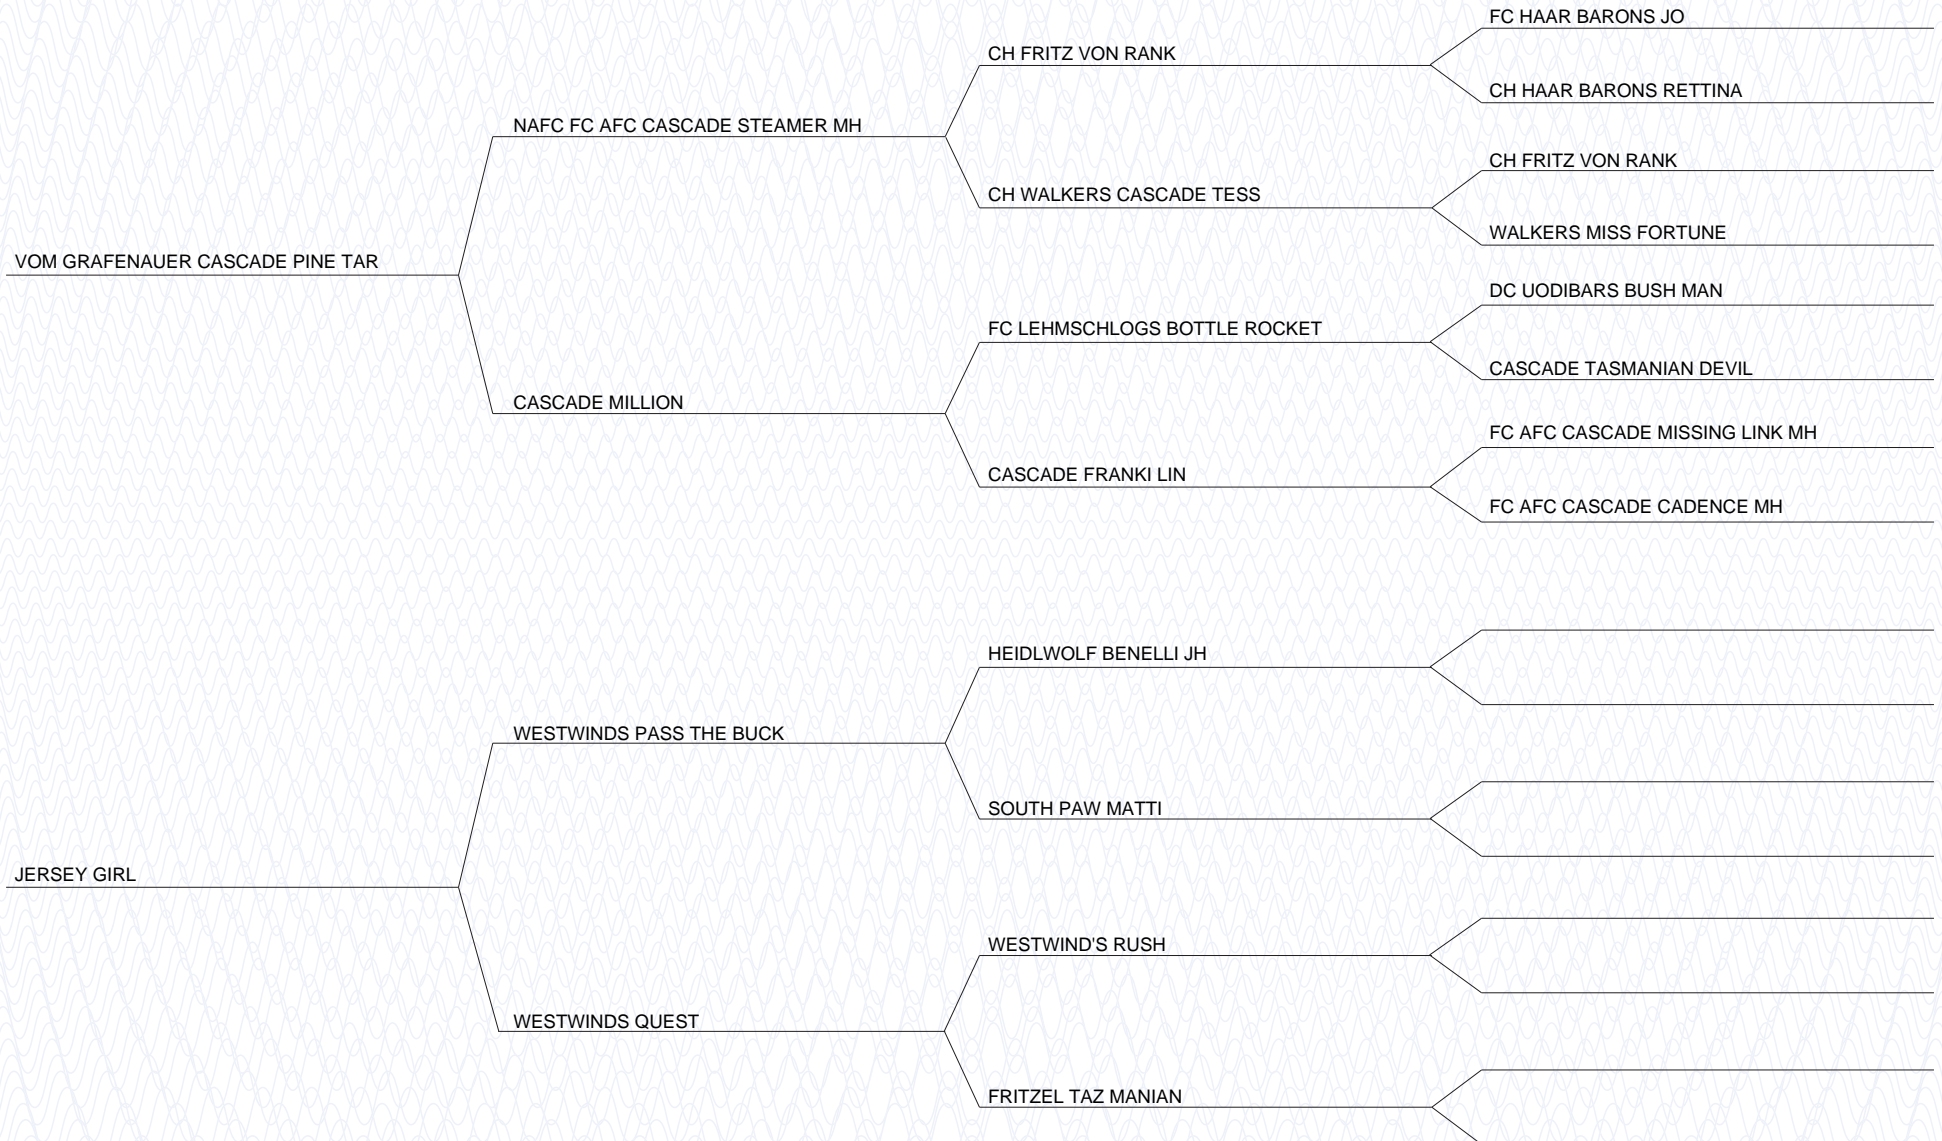 FC HAAR BARONS JO
CH FRITZ VON RANK
CH HAAR BARONS RETTINA
NAFC FC AFC CASCADE STEAMER MH
CH FRITZ VON RANK
CH WALKERS CASCADE TESS
WALKERS MISS FORTUNE
VOM GRAFENAUER CASCADE PINE TAR
DC UODIBARS BUSH MAN
FC LEHMSCHLOGS BOTTLE ROCKET
CASCADE TASMANIAN DEVIL
CASCADE MILLION
FC AFC CASCADE MISSING LINK MH
CASCADE FRANKI LIN
FC AFC CASCADE CADENCE MH
HEIDLWOLF BENELLI JH
WESTWINDS PASS THE BUCK
SOUTH PAW MATTI
JERSEY GIRL
WESTWIND'S RUSH
WESTWINDS QUEST
FRITZEL TAZ MANIAN